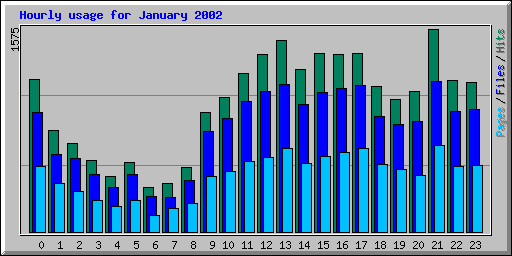 Hourly usage for January 2002
1575
Pages / Files / Hits
0 1 2 3 4 5 6 7 8 9 10 11 12 13 14 15 16 17 18 19 20 21 22 23